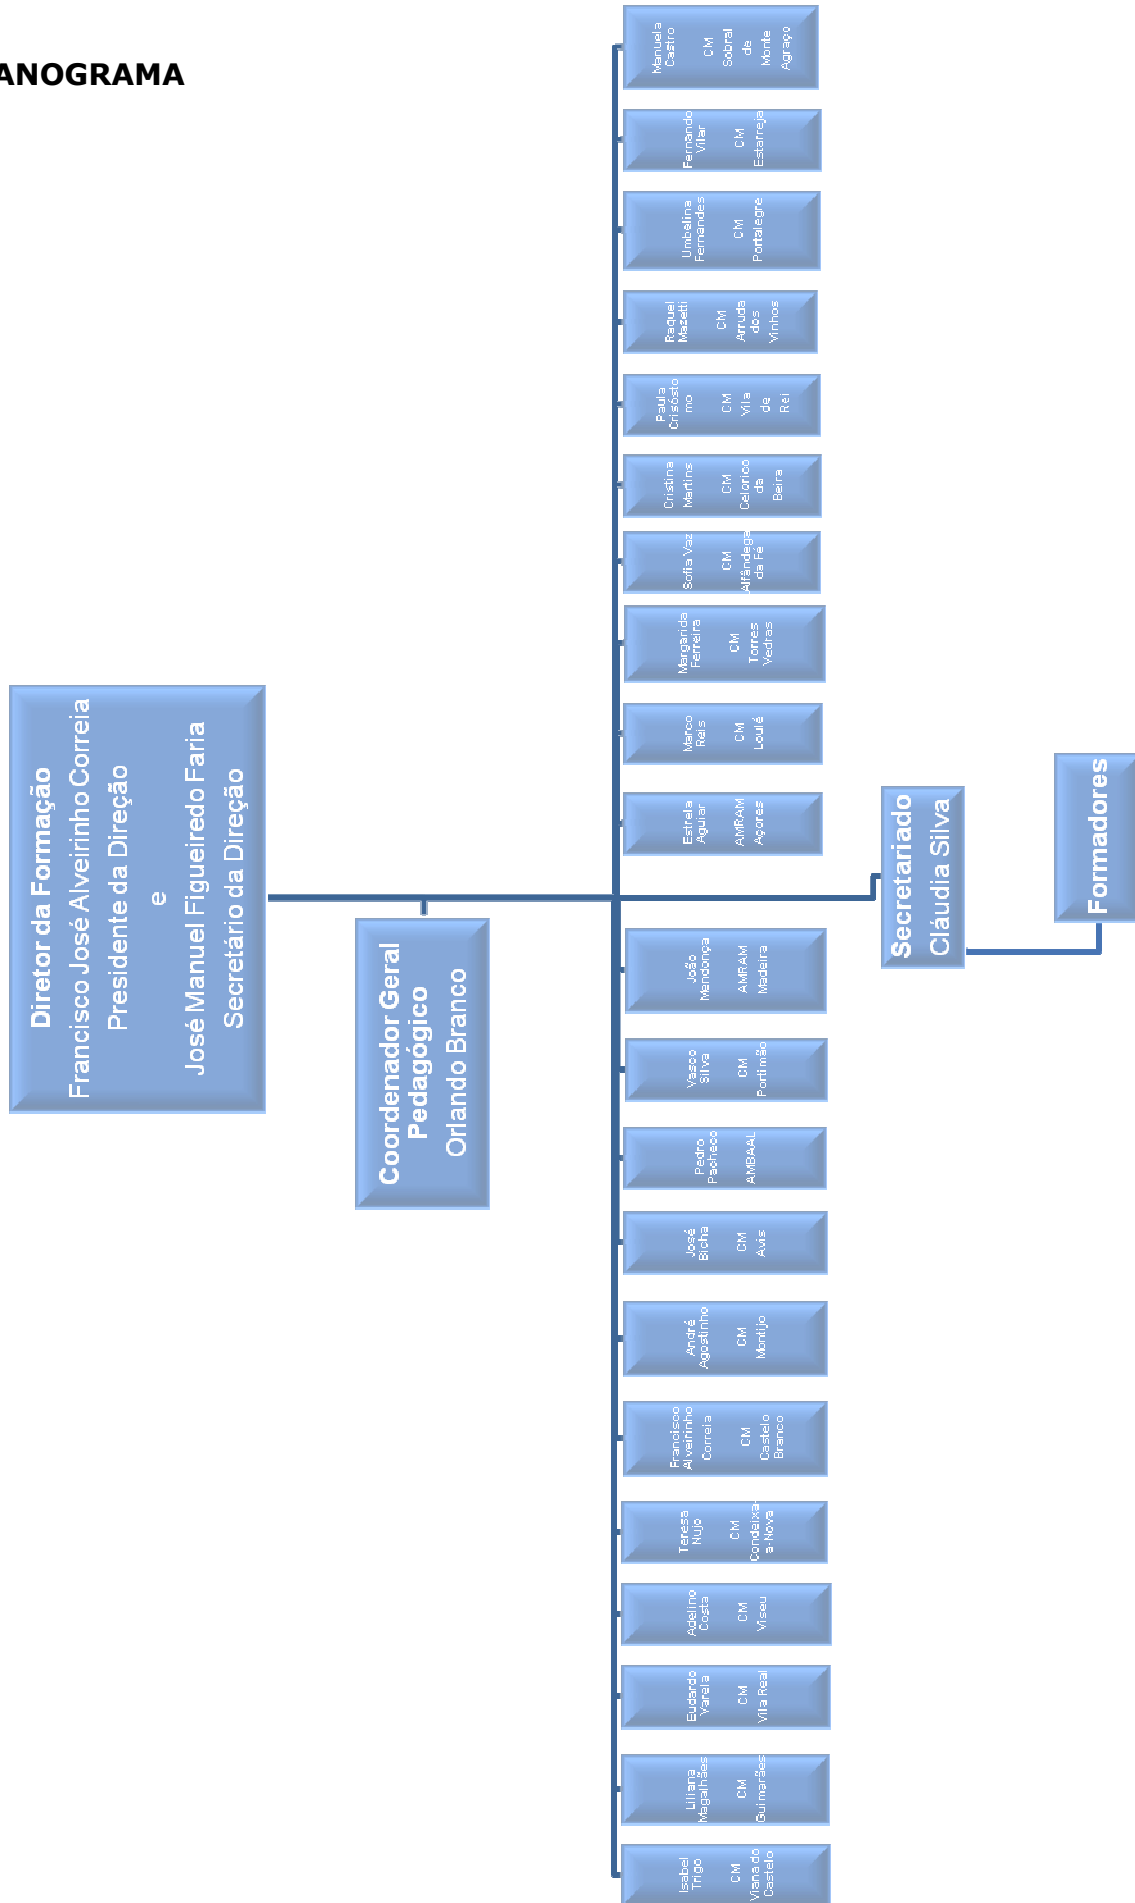 ANOGRAMA
Diretor da Formação
Francisco José Alveirinho Correia
Presidente da Direção
e
José Manuel Figueiredo Faria
Secretário da Direção
Coordenador Geral
Pedagógico
Orlando Branco
Isabel
Trigo
CM
Viana do
Castelo
Liliana
Magalhães
CM
Guimarães
Eudardo
Varela
CM
Vila Real
Adelino
Costa
CM
Viseu
Teresa
Nujo
CM
Condeixa-
a-Nova
Francisco
Alveirinho
Correia
CM
Castelo
Branco
André
Agostinho
CM
Montijo
José
Bicha
CM
Avis
Pedro
Pacheco
AMBAAL
Vasco
Silva
CM
Portimão
João
Mendonça
AMRAM
Madeira
Estrela
Aguiar
AMRAM
Açores
Marco
Reis
CM
Loulé
Margarida
Ferreira
CM
Torres
Vedras
Sofia Vaz
CM
Alfândega
da Fé
Cristina
Martins
CM
Celorico
da
Beira
Paula
Crisósto
mo
CM
Vila
de
Rei
Raquel
Mazetti
CM
Arruda
dos
Vinhos
Umbelina
Fernandes
CM
Portalegre
Fernando
Vilar
CM
Estarreja
Manuela
Castro
CM
Sobral
de
Monte
Agraço
Secretariado
Cláudia Silva
Formadores